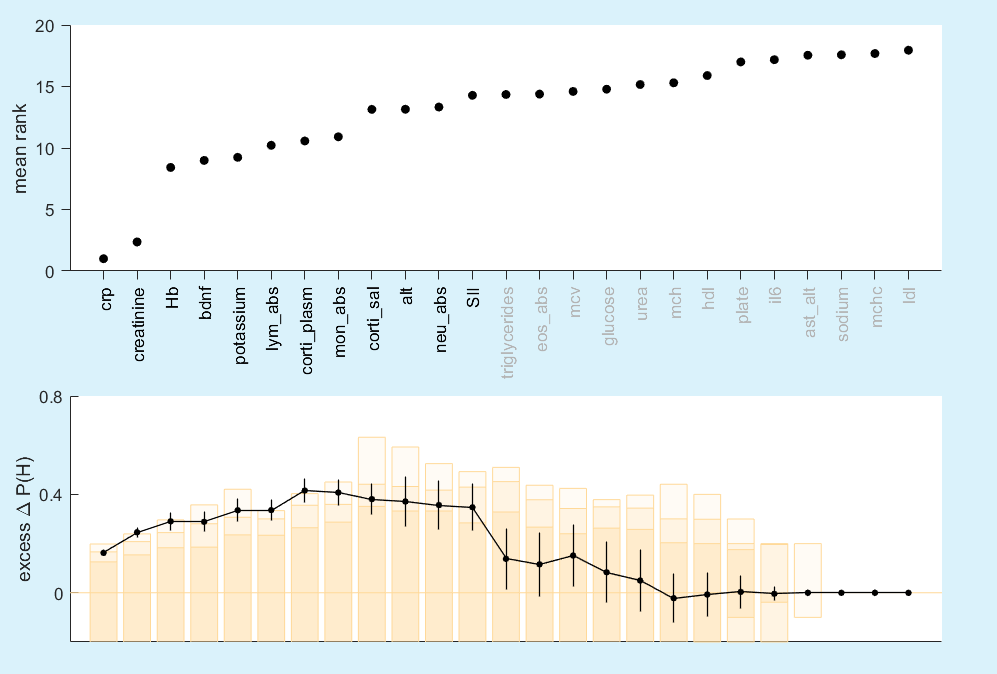 20
15
10
5
0
mean rank
crp
creatinine
Hb
bdnf
potassium
lym_abs
corti_plasm
mon_abs
corti_sal
alt
neu_abs
SII
triglycerides
eos_abs
mcv
glucose
urea
mch
hdl
plate
il6
ast_alt
sodium
mchc
ldl
0.8
0.4
0
excess Δ P(H)